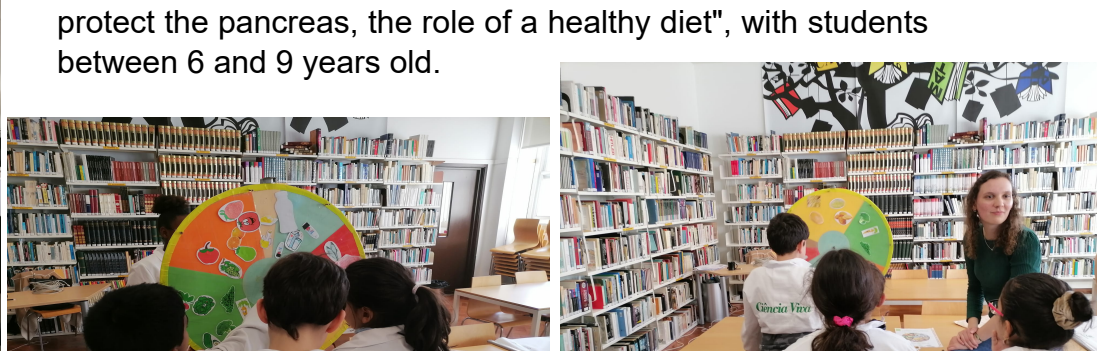 protect the pancreas, the role of a healthy diet", with students
between 6 and 9 years old.
Ciência Viva